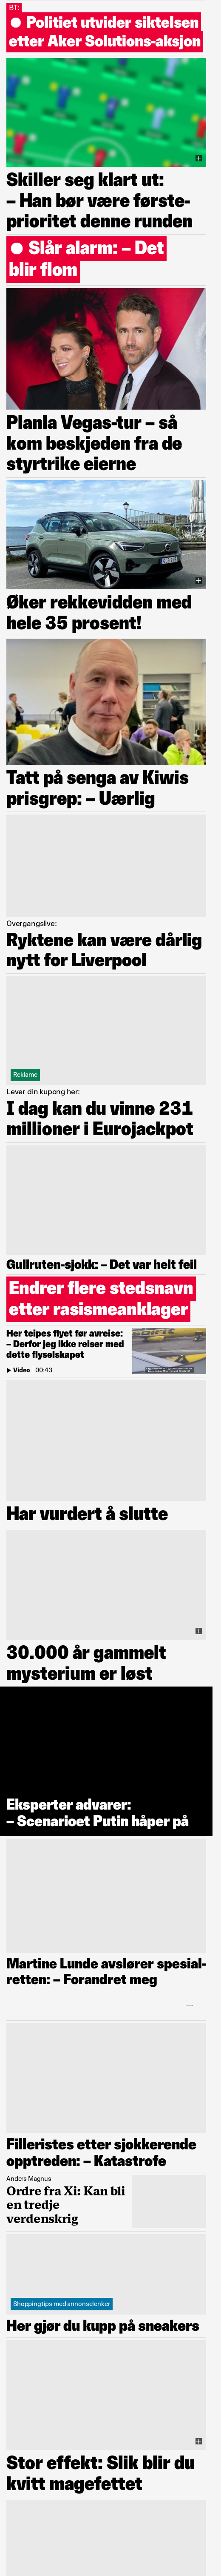 BT:
● Politiet utvider siktelsen
etter Aker Solutions-aksjon
Skiller seg klart ut:
– Han bør være første-
prioritet denne runden
● Slår alarm: – Det
blir flom
Planla Vegas-tur – så
kom beskjeden fra de
styrtrike eierne
Øker rekkevidden med
hele 35 prosent!
Tatt på senga av Kiwis
prisgrep: – Uærlig
Overgangslive:
Ryktene kan være dårlig
nytt for Liverpool
Reklame
Lever din kupong her:
I dag kan du vinne 231
millioner i Eurojackpot
Gullruten-sjokk: – Det var helt feil
Endrer flere stedsnavn
etter rasismeanklager
Her teipes flyet før avreise:
– Derfor jeg ikke reiser med
dette flyselskapet
Video | 00:43
Har vurdert å slutte
30.000 år gammelt
mysterium er løst
Eksperter advarer:
– Scenarioet Putin håper på
Martine Lunde avslører spesial-
retten: – Forandret meg
Filleristes etter sjokkerende
opptreden: – Katastrofe
Anders Magnus
Ordre fra Xi: Kan bli
en tredje
verdenskrig
Shoppingtips med annonselenker
Her gjør du kupp på sneakers
Stor effekt: Slik blir du
kvitt magefettet